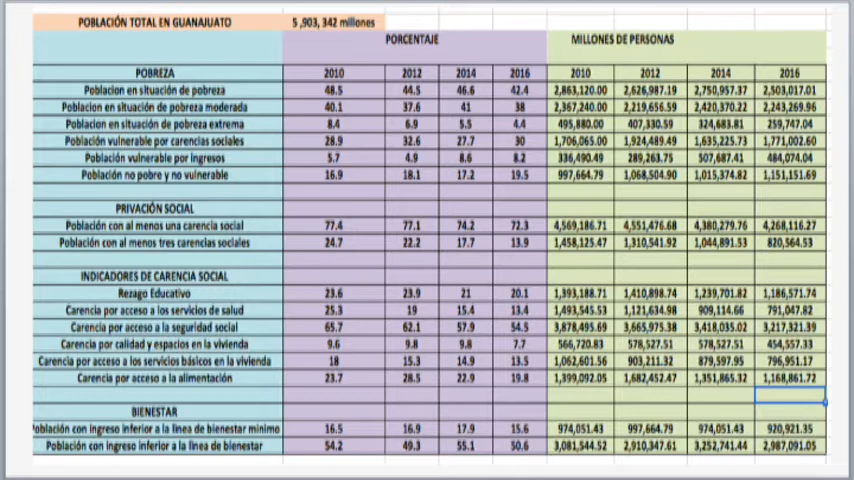 POBLACIÓN TOTAL EN GUANAJUATO 5 ,903, 342 millones
PORCENTAJE MILLONES DE PERSONAS
POBREZA 2010 2012 2014 2016 2010 2012 2014 2016
Poblacion en situación de pobreza 48.5 44.5 46.6 42.4 2,863,120.00 2,626,987.19 2,750,957.37 2,503,017.01
Poblacion en situación de pobreza moderada 40.1 37.6 41 38 2,367,240.00 2,219,656.59 2,420,370.22 2,243,269.96
Poblacion en situación de pobreza extrema 8.4 6.9 5.5 4.4 495,880.00 407,330.59 324,683.81 259,747.04
Población vulnerable por carencias sociales 28.9 32.6 27.7 30 1,706,065.00 1,924,489.49 1,635,225.73 1,771,002.60
Población vulnerable por ingresos 5.7 4.9 8.6 8.2 336,490.49 289,263.75 507,687.41 484,074.04
Población no pobre y no vulnerable 16.9 18.1 17.2 19.5 997,664.79 1,068,504.90 1,015,374.82 1,151,151.69
PRIVACIÓN SOCIAL
Población con al menos una carencia social 77.4 77.1 74.2 72.3 4,569,186.71 4,551,476.68 4,380,279.76 4,268,116.27
Población con al menos tres carencias sociales 24.7 22.2 17.7 13.9 1,458,125.47 1,310,541.92 1,044,891.53 820,564.53
INDICADORES DE CARENCIA SOCIAL
Rezago Educativo 23.6 23.9 21 20.1 1,393,188.71 1,410,898.74 1,239,701.82 1,186,571.74
Carencia por acceso a los servicios de salud 25.3 19 15.4 13.4 1,493,545.53 1,121,634.98 909,114.66 791,047.82
Carencia por acceso a la seguridad social 65.7 62.1 57.9 54.5 3,878,495.69 3,665,975.38 3,418,035.02 3,217,321.39
Carencia por calidad y espacios en la vivienda 9.6 9.8 9.8 7.7 566,720.83 578,527.51 578,527.51 454,557.33
Carencia por acceso a los servicios básicos en la vivienda 18 15.3 14.9 13.5 1,062,601.56 903,211.32 879,597.95 796,951.17
Carencia por acceso a la alimentación 23.7 28.5 22.9 19.8 1,399,092.05 1,682,452.47 1,351,865.32 1,168,861.72
BIENESTAR
Población con ingreso inferior a la linea de bienestar minimo 16.5 16.9 17.9 15.6 974,051.43 997,664.79 974,051.43 920,921.35
Población con ingreso inferior a la linea de bienestar 54.2 49.3 55.1 50.6 3,081,544.52 2,910,347.61 3,252,741.44 2,987,091.05